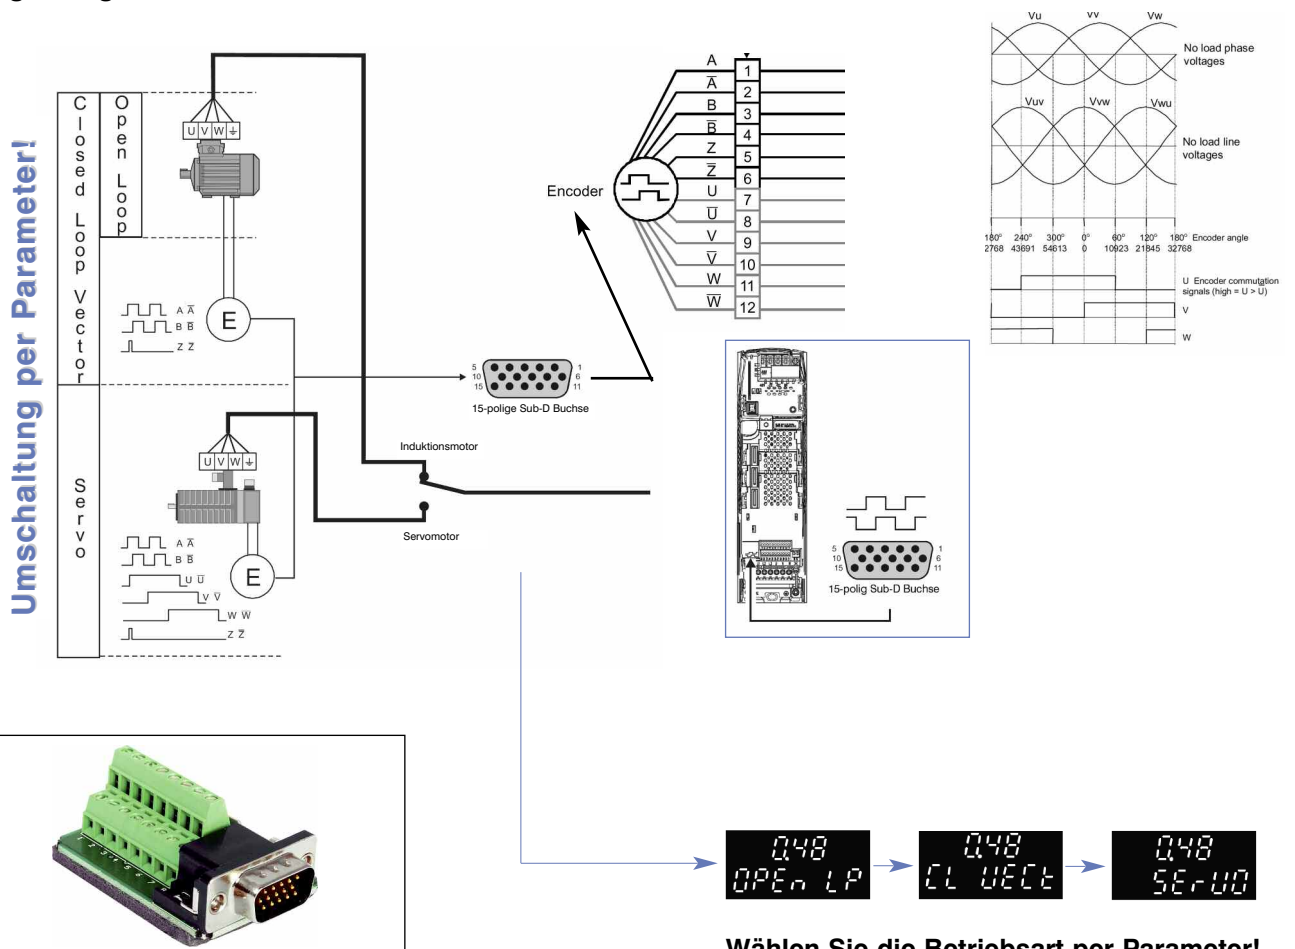 Umschaltung per Parameter!
Closed Loop Vector
Open Loop
Servo
U V W
A A̅
B B̅
Z Z
E
U V W
A A̅
B B̅
U U̅
V V̅
W W̅
Z Z̅
E
5 1
10 6
15 11
15-polige Sub-D Buchse
Induktionsmotor
Servomotor
Encoder
A 1
A̅ 2
B 3
B̅ 4
Z 5
Z̅ 6
U 7
U̅ 8
V 9
V̅ 10
W 11
W̅ 12
Vu Vv Vw
No load phase
voltages
Vuv Vvw Vwu
No load line
voltages
180° 240° 300° 0° 60° 120° 180° Encoder angle
2768 43691 54613 0 10923 21845 32768
U Encoder commutation
signals (high = U > U̅)
V
W
5 1
10 6
15 11
15-polig Sub-D Buchse
0.48
OPEn LP
0.48
CL VECt
0.48
SErVO
Wählen Sie die Betriebsart per Parameter!